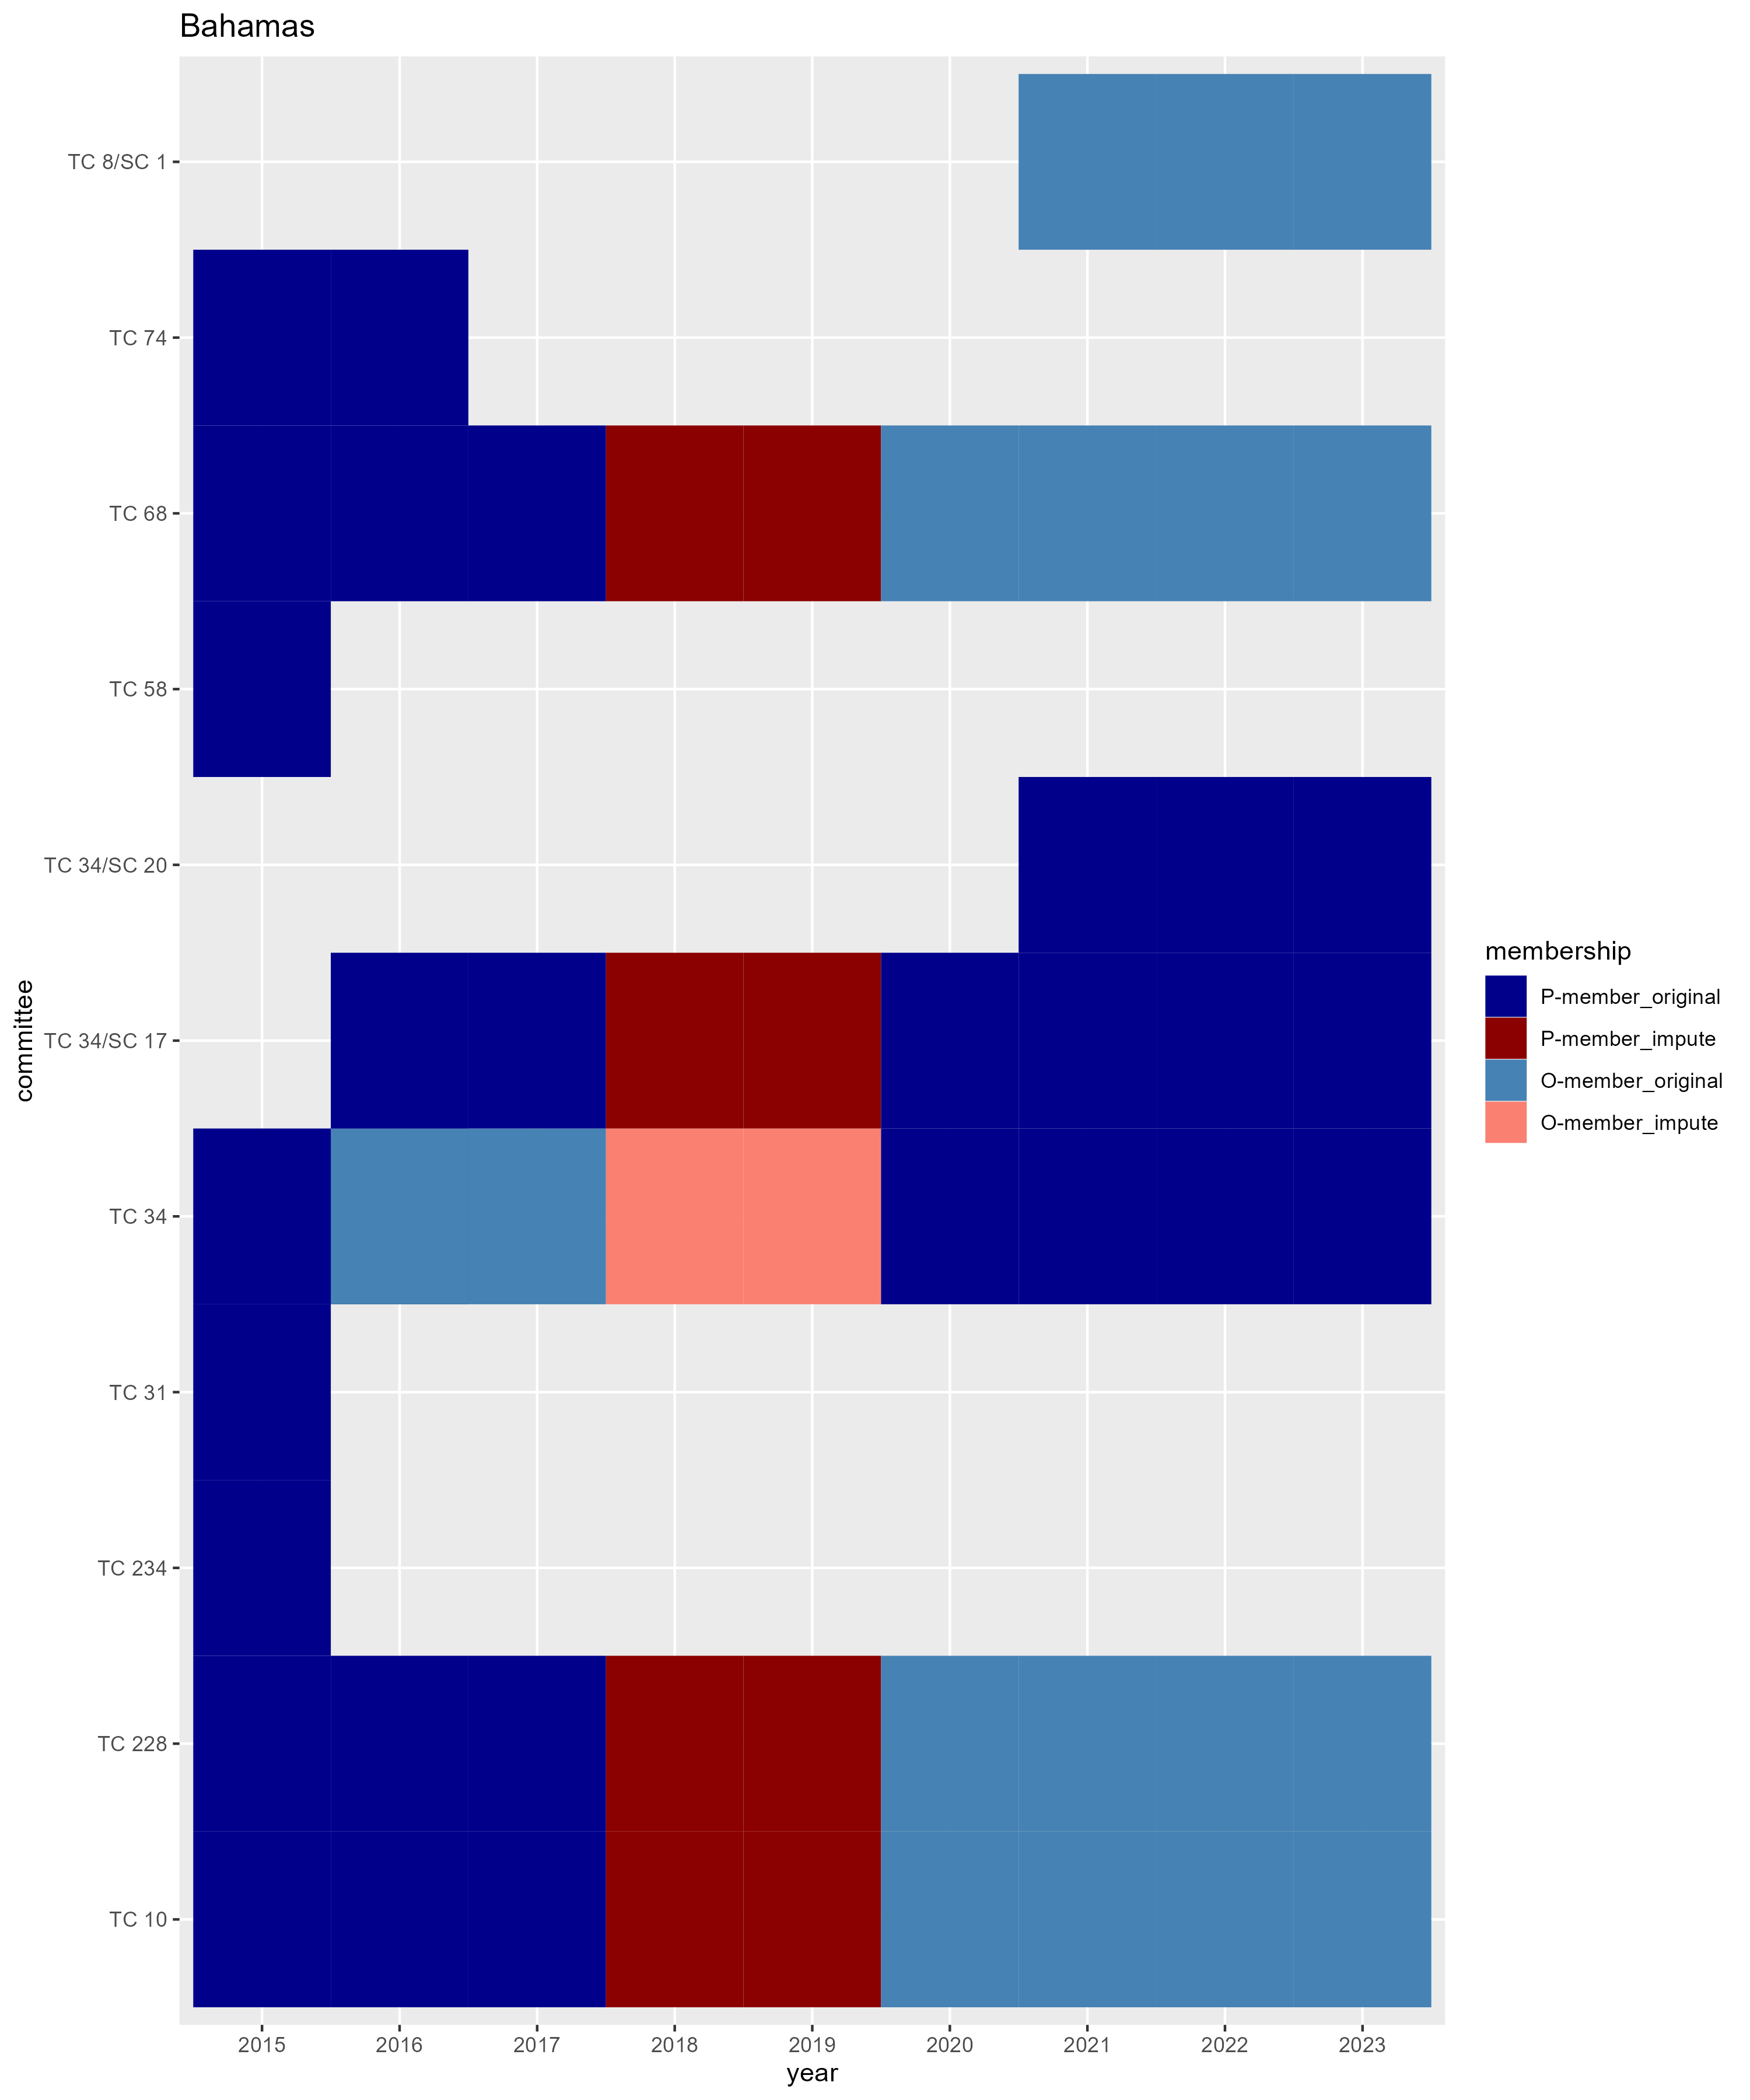 Bahamas
TC 8/SC 1
TC 74
TC 68
TC 58
TC 34/SC 20
TC 34/SC 17
TC 34
TC 31
TC 234
TC 228
TC 10
committee
2015 2016 2017 2018 2019 2020 2021 2022 2023
year
membership
P-member_original
P-member_impute
O-member_original
O-member_impute